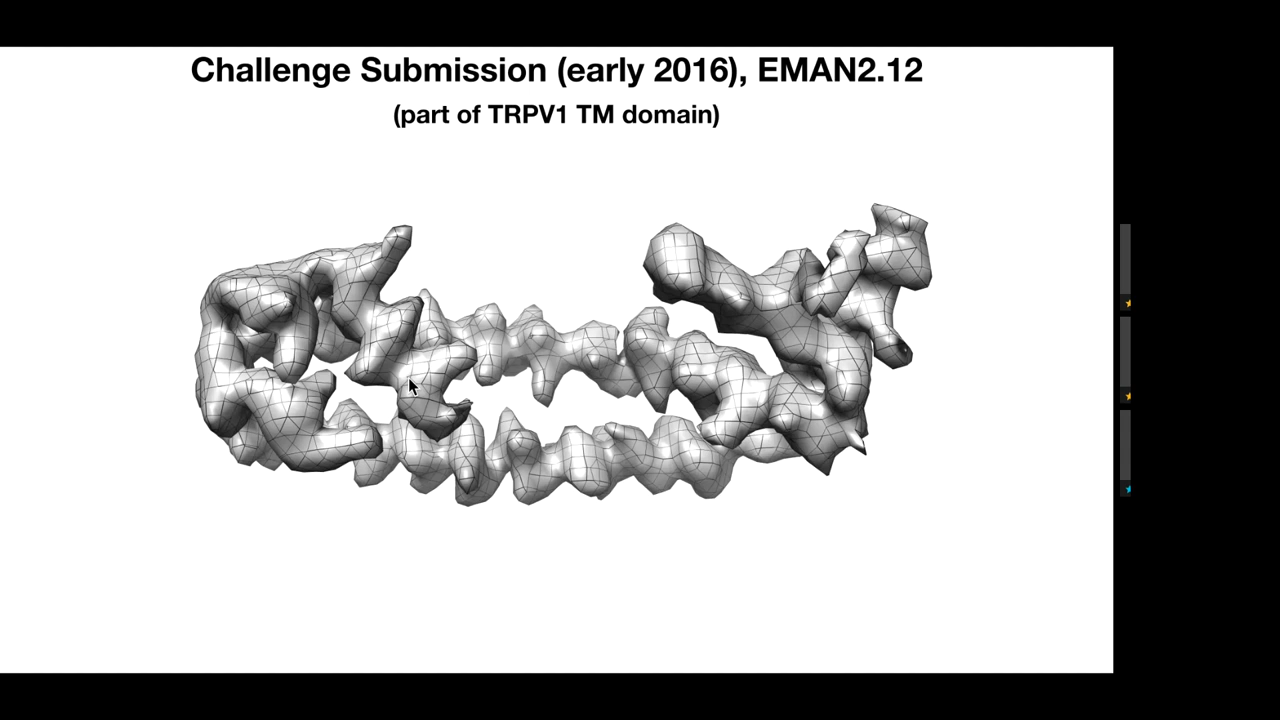 Challenge Submission (early 2016), EMAN2.12
(part of TRPV1 TM domain)